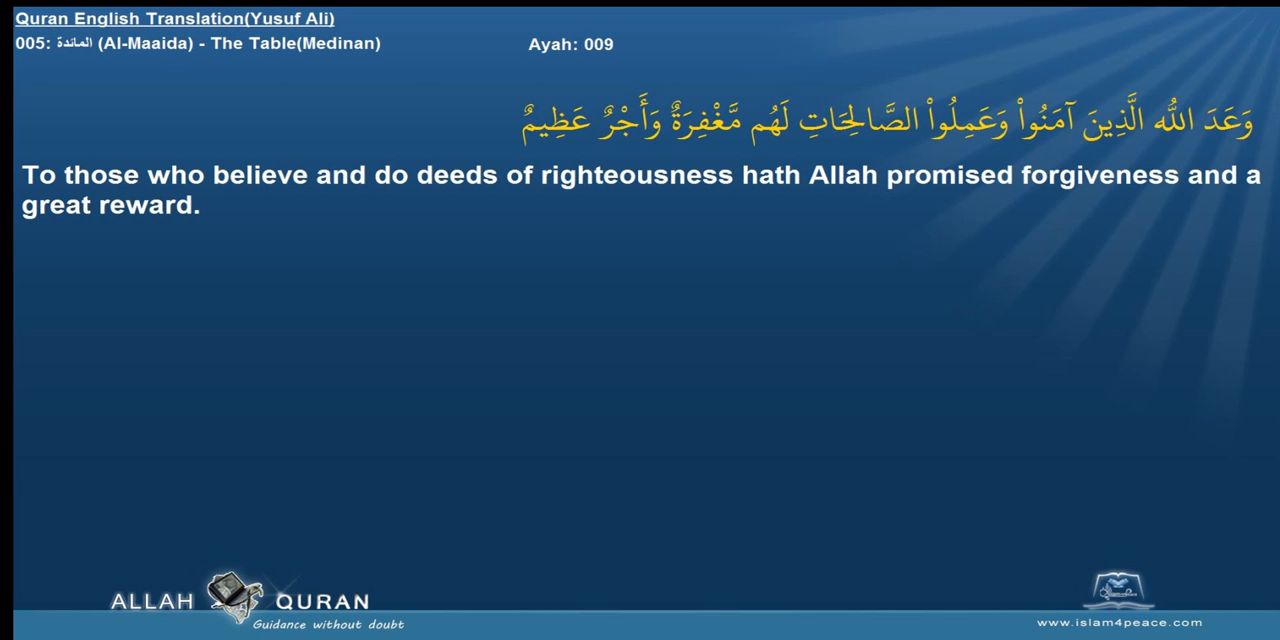 Quran English Translation(Yusuf Ali)
005: المائدة (Al-Maaida) - The Table(Medinan) Ayah: 009
وَعَدَ اللّهُ الَّذِينَ آمَنُواْ وَعَمِلُواْ الصَّالِحَاتِ لَهُم مَّغْفِرَةٌ وَأَجْرٌ عَظِيمٌ
To those who believe and do deeds of righteousness hath Allah promised forgiveness and a
great reward.
ALLAH QURAN
Guidance without doubt
www.islam4peace.com